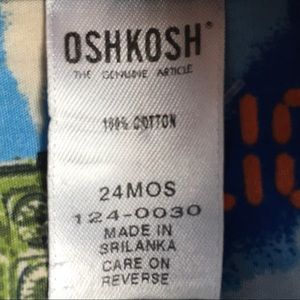 OSHKOSH®
THE GENUINE ARTICLE
100% COTTON
24MOS
124-0030
MADE IN
SRILANKA
CARE ON
REVERSE